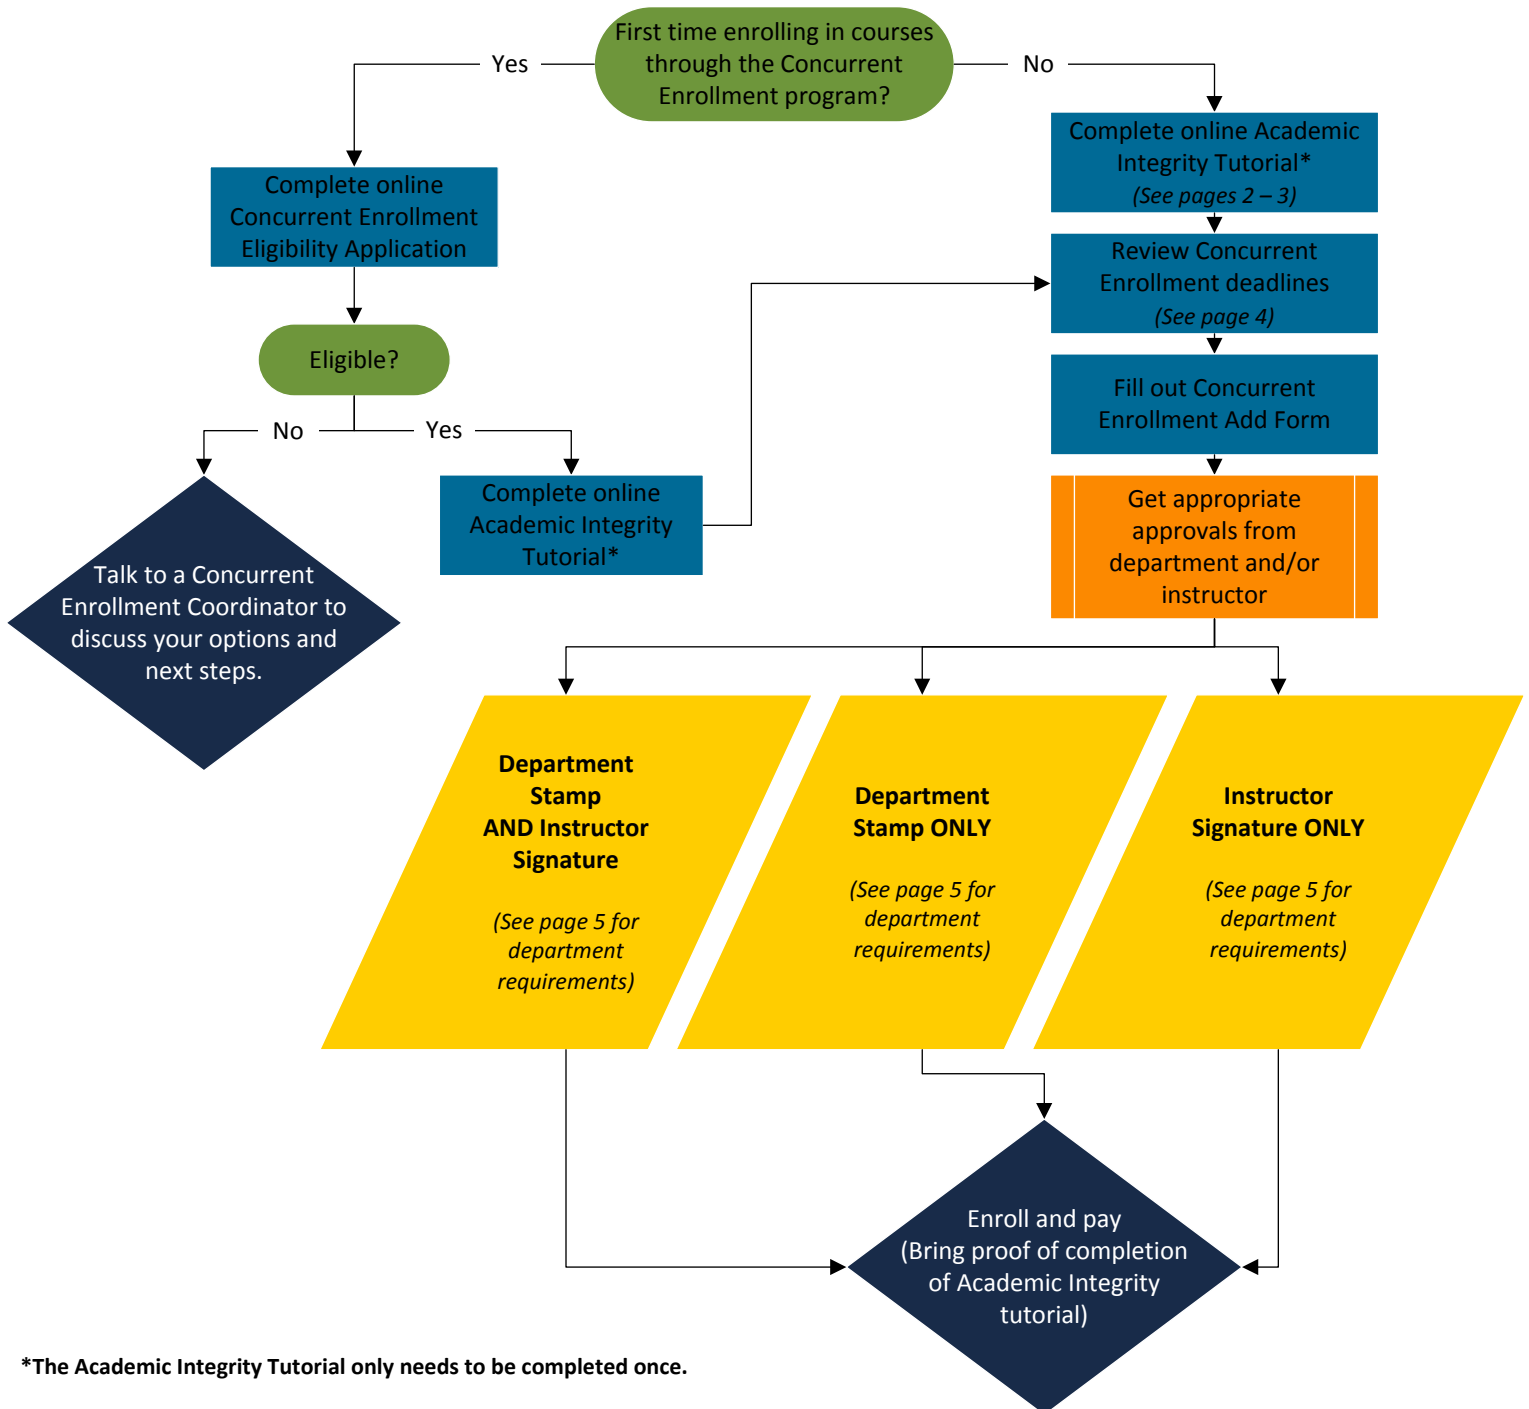 First time enrolling in courses
through the Concurrent
Enrollment program?
Yes
No
Complete online
Concurrent Enrollment
Eligibility Application
Eligible?
No
Yes
Talk to a Concurrent
Enrollment Coordinator to
discuss your options and
next steps.
Complete online
Academic Integrity
Tutorial*
Complete online Academic
Integrity Tutorial*
(See pages 2 – 3)
Review Concurrent
Enrollment deadlines
(See page 4)
Fill out Concurrent
Enrollment Add Form
Get appropriate
approvals from
department and/or
instructor
Department
Stamp
AND Instructor
Signature
(See page 5 for
department
requirements)
Department
Stamp ONLY
(See page 5 for
department
requirements)
Instructor
Signature ONLY
(See page 5 for
department
requirements)
Enroll and pay
(Bring proof of completion
of Academic Integrity
tutorial)
*The Academic Integrity Tutorial only needs to be completed once.